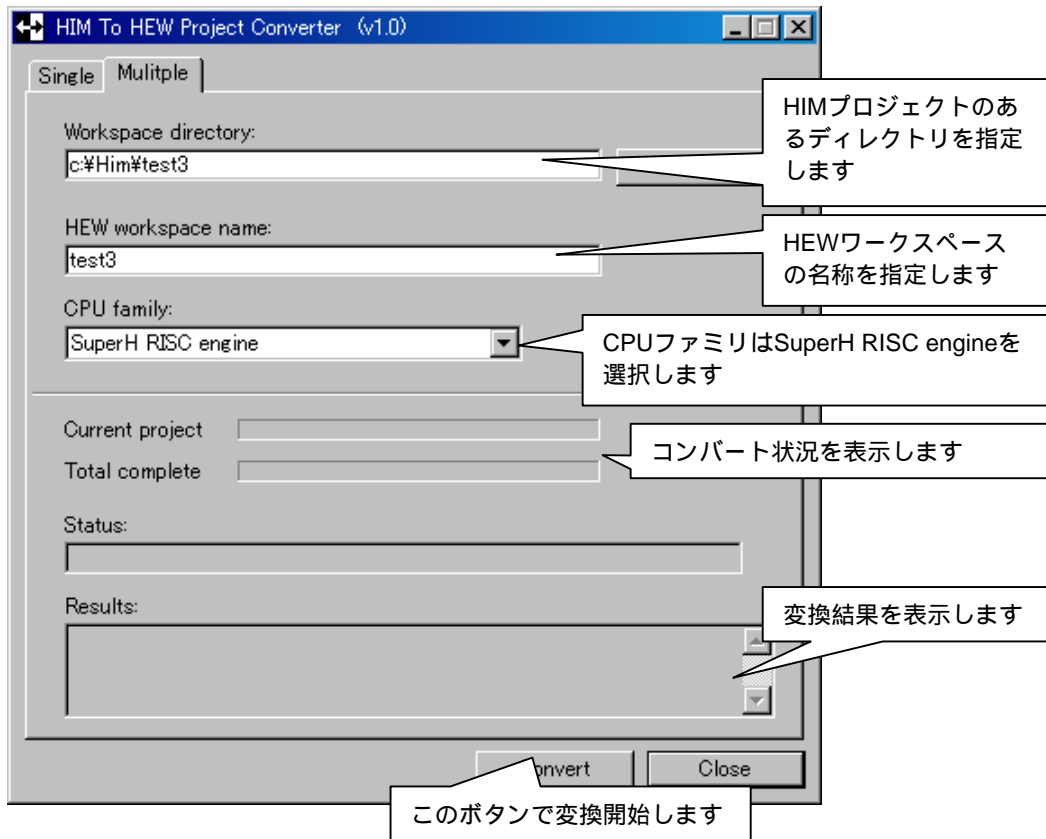 HIM To HEW Project Converter (v1.0)
Single Mulitple
HIMプロジェクトのあ
るディレクトリを指定
します
Workspace directory:
c:¥Him¥test3
HEW workspace name:
test3
HEWワークスペース
の名称を指定します
CPU family:
SuperH RISC engine
CPUファミリはSuperH RISC engineを
選択します
Current project
Total complete
コンバート状況を表示します
Status:
Results:
変換結果を表示します
Close
このボタンで変換開始します